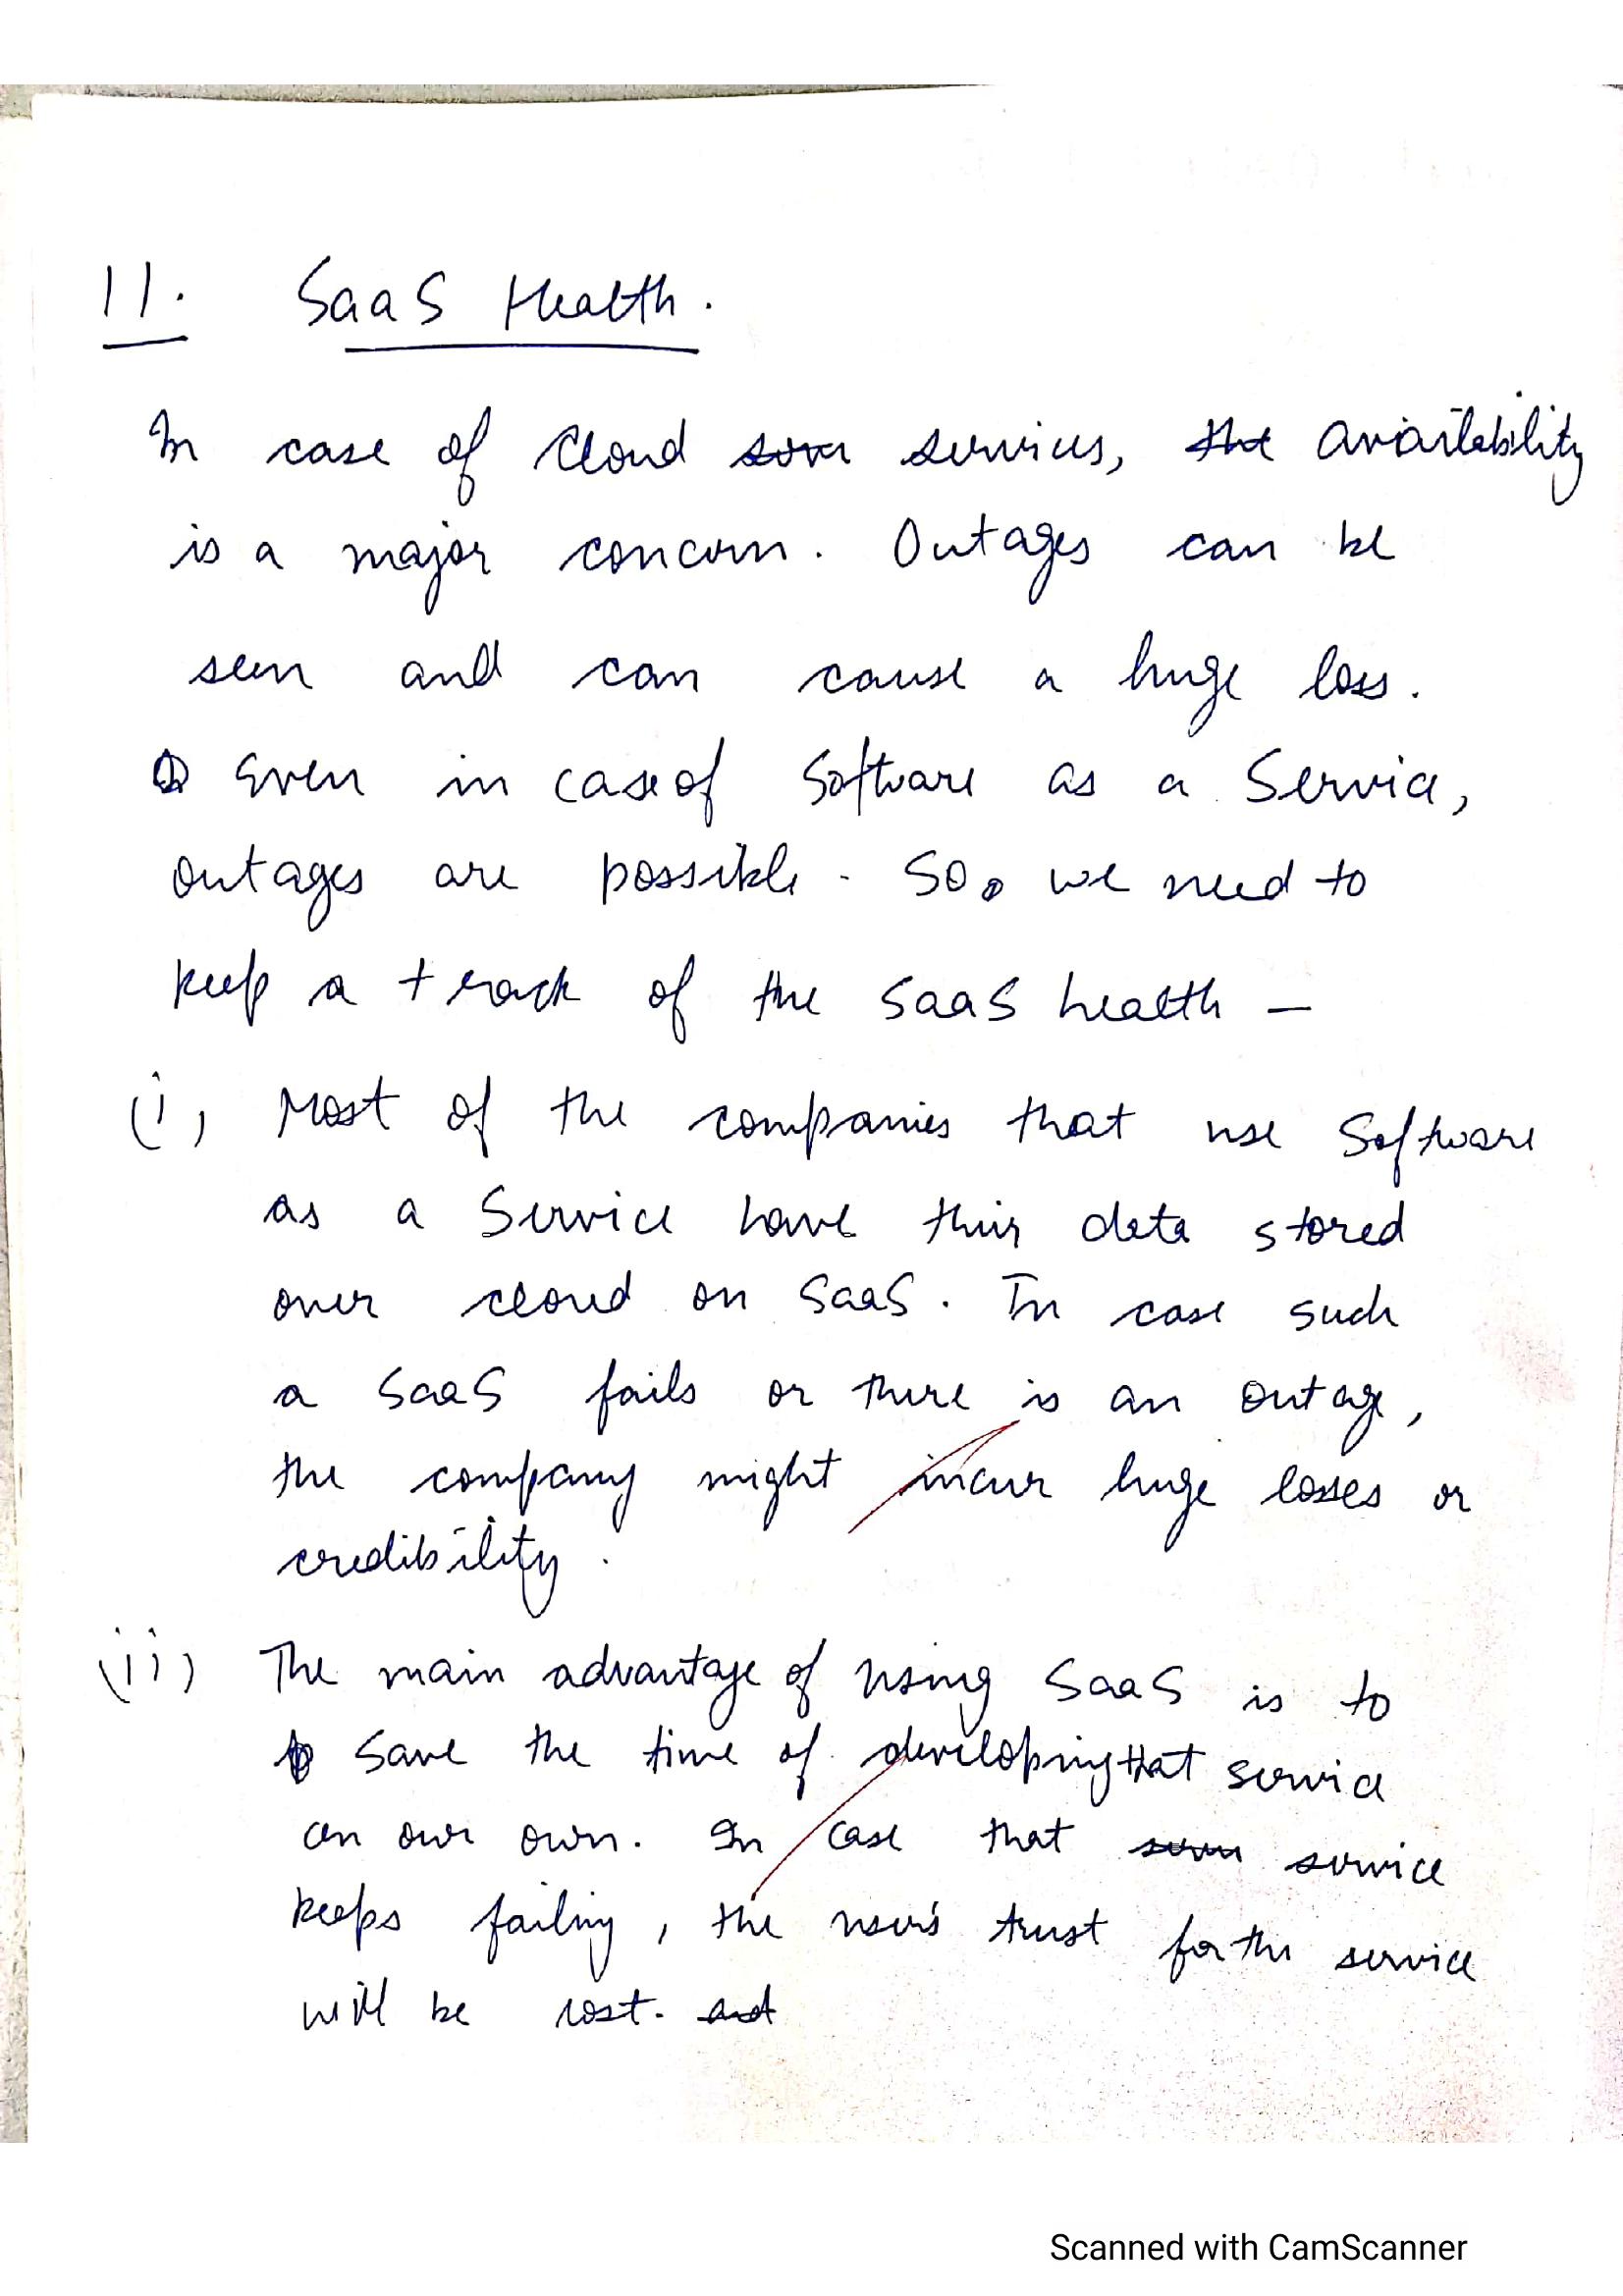 11. SaaS Health.
In case of Cloud services, availability
is a major concern. Outages can be
seen and can cause a huge loss.
Even in case of Software as a Service,
outages are possible. So, we need to
keep a track of the SaaS health —
(i) Most of the companies that use Software
as a Service have their data stored
over cloud on SaaS. In case such
a SaaS fails or there is an outage,
the company might incur huge losses or
credibility.
(ii) The main advantage of using SaaS is to
save the time of developing that service
on our own. In case that service
keeps failing, the user's trust for the service
will be lost.
Scanned with CamScanner